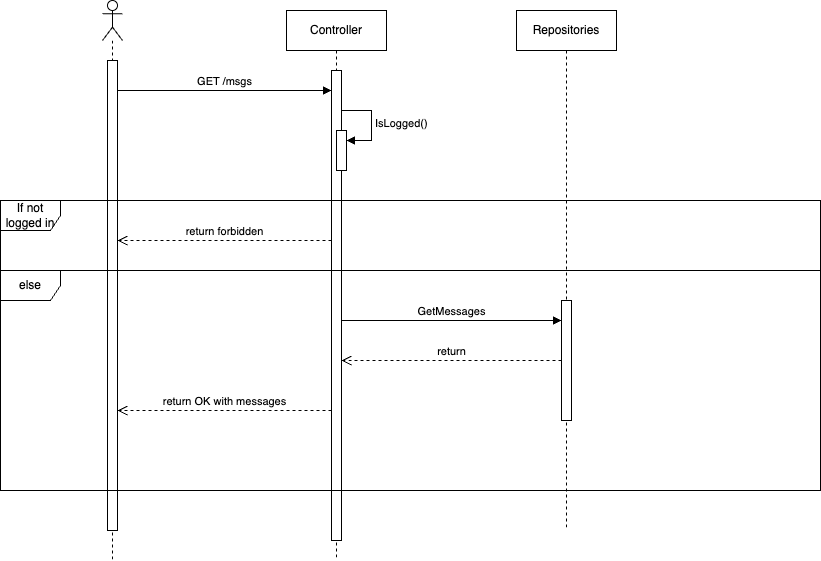 Controller
Repositories
GET /msgs
IsLogged()
If not
logged in
return forbidden
else
GetMessages
return
return OK with messages